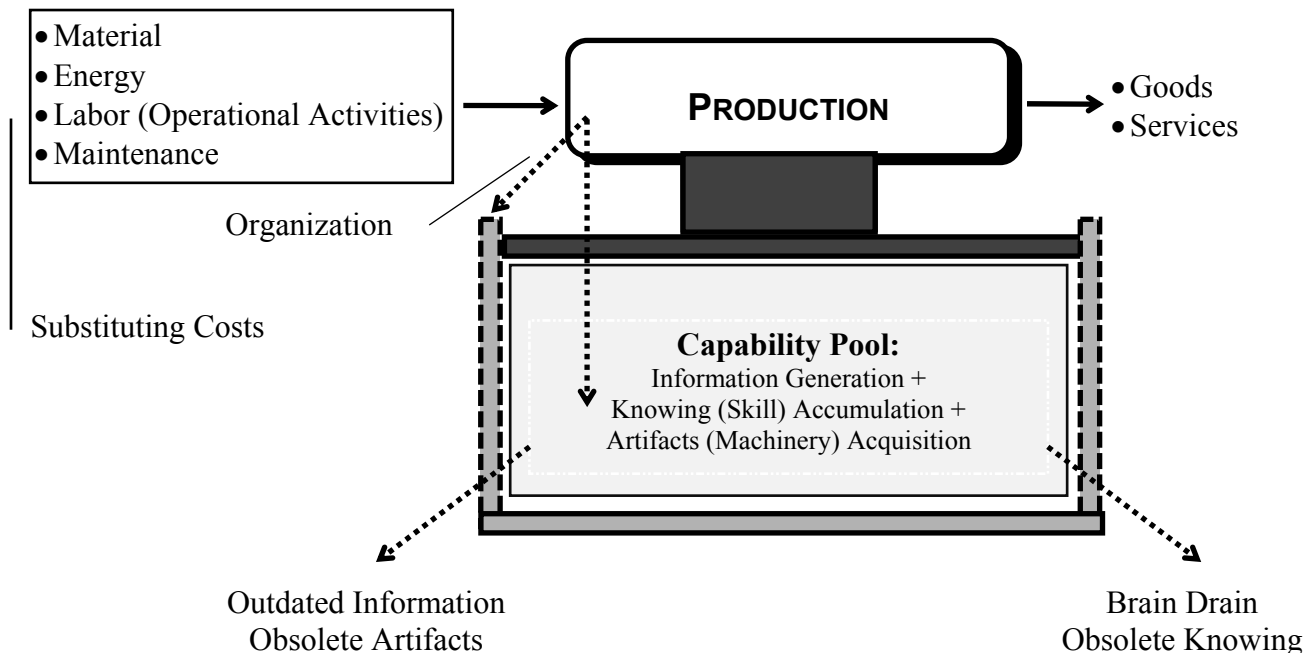 • Material
• Energy
• Labor (Operational Activities)
• Maintenance
PRODUCTION
• Goods
• Services
Organization
Substituting Costs
Capability Pool:
Information Generation +
Knowing (Skill) Accumulation +
Artifacts (Machinery) Acquisition
Outdated Information
Obsolete Artifacts
Brain Drain
Obsolete Knowing